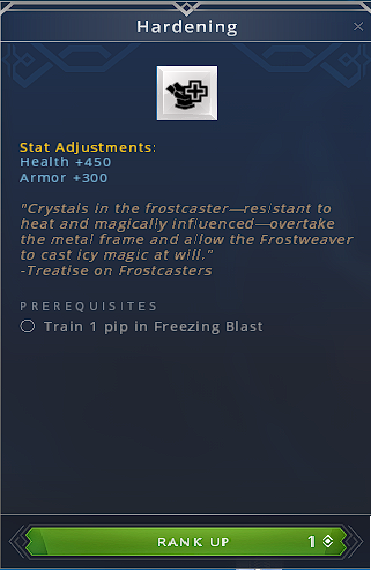 Hardening
Stat Adjustments:
Health +450
Armor +300
"Crystals in the frostcaster—resistant to
heat and magically influenced—overtake
the metal frame and allow the Frostweaver
to cast icy magic at will."
-Treatise on Frostcasters
PREREQUISITES
Train 1 pip in Freezing Blast
RANK UP 1